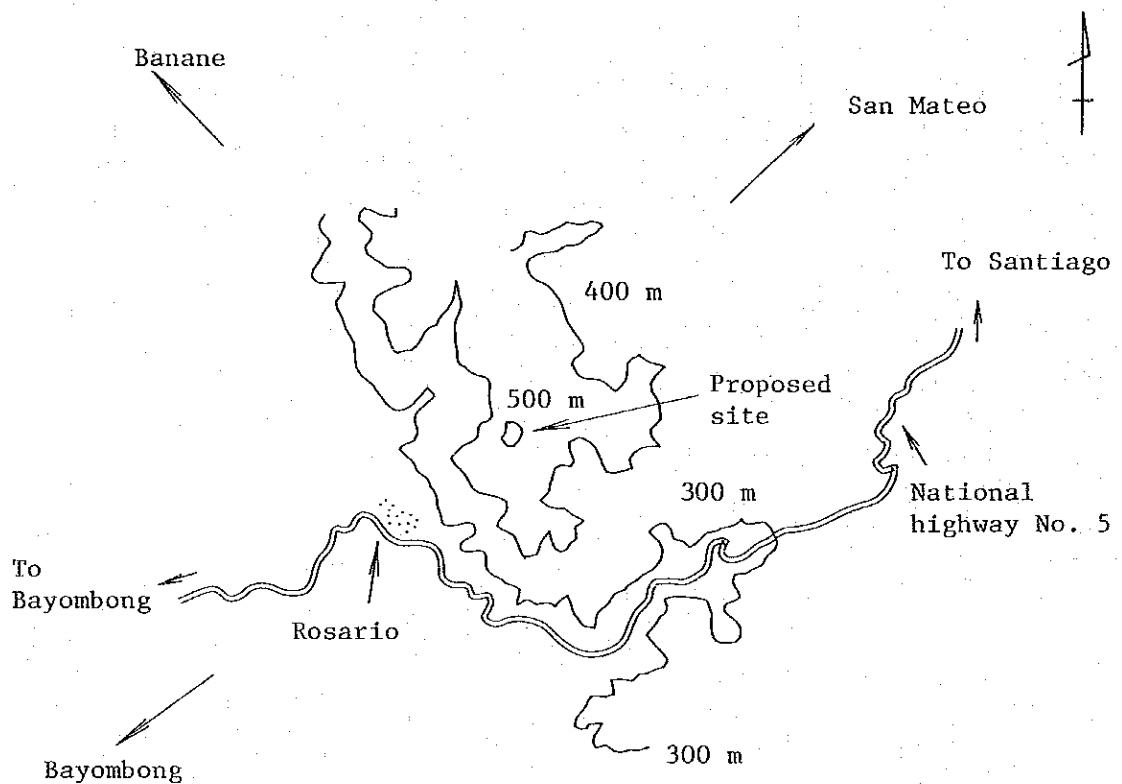 Banane
San Mateo
To Santiago
400 m
Proposed
site
500 m
300 m
National
highway No. 5
To
Bayombong
Rosario
300 m
Bayombong